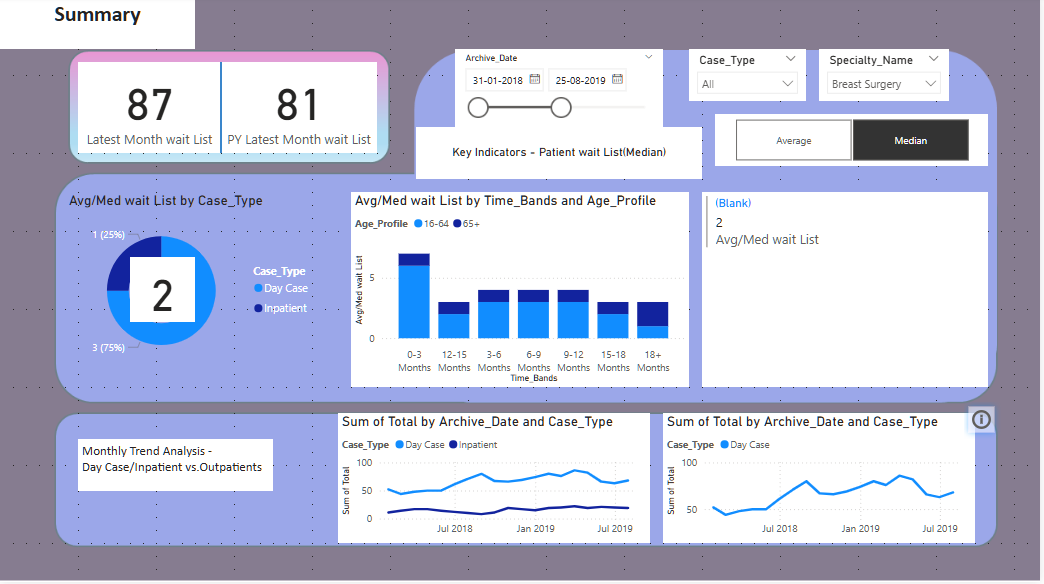 Summary
87
Latest Month wait List
81
PY Latest Month wait List
Archive_Date
31-01-2018
25-08-2019
Case_Type
All
Specialty_Name
Breast Surgery
Key Indicators - Patient wait List(Median)
Average
Median
Avg/Med wait List by Case_Type
1 (25%)
2
3 (75%)
Case_Type
Day Case
Inpatient
Avg/Med wait List by Time_Bands and Age_Profile
Age_Profile 16-64 65+
Avg/Med wait List
5
0
0-3 12-15 3-6 6-9 9-12 15-18 18+
Months Months Months Months Months Months Months
Time_Bands
(Blank)
2
Avg/Med wait List
Monthly Trend Analysis -
Day Case/Inpatient vs.Outpatients
Sum of Total by Archive_Date and Case_Type
Case_Type Day Case Inpatient
Sum of Total
100
50
0
Jul 2018 Jan 2019 Jul 2019
Sum of Total by Archive_Date and Case_Type
Case_Type Day Case
Sum of Total
100
50
Jul 2018 Jan 2019 Jul 2019